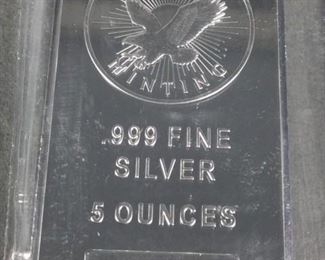 MINTING
.999 FINE
SILVER
5 OUNCES